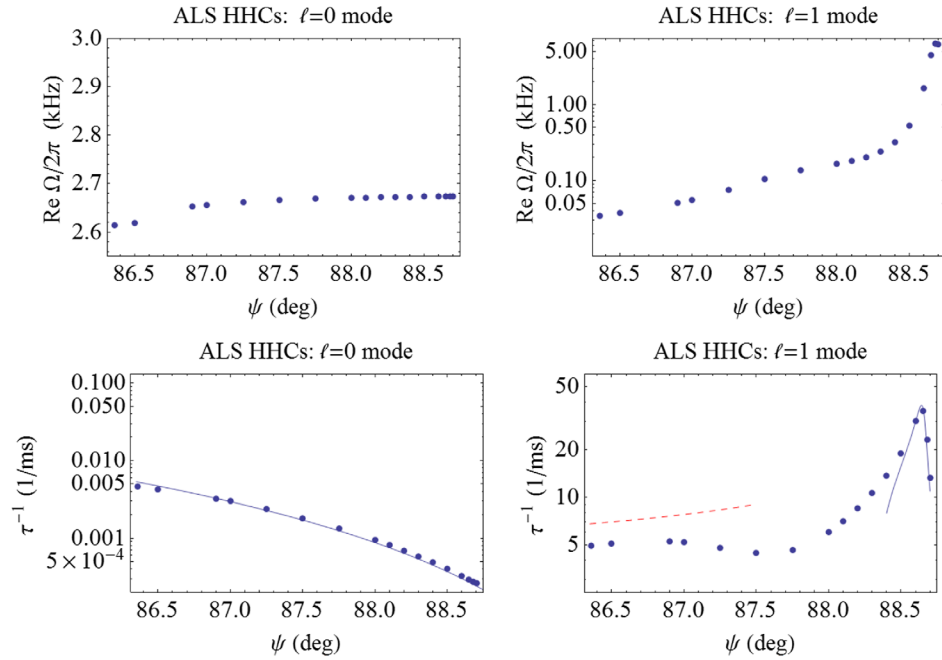 ALS HHCs: ℓ=0 mode
Re Ω/2π (kHz)
3.0
2.9
2.8
2.7
2.6
86.5 87.0 87.5 88.0 88.5
ψ (deg)
ALS HHCs: ℓ=1 mode
Re Ω/2π (kHz)
5.00
1.00
0.50
0.10
0.05
86.5 87.0 87.5 88.0 88.5
ψ (deg)
ALS HHCs: ℓ=0 mode
τ⁻¹ (1/ms)
0.100
0.050
0.010
0.005
0.001
5 × 10⁻⁴
86.5 87.0 87.5 88.0 88.5
ψ (deg)
ALS HHCs: ℓ=1 mode
τ⁻¹ (1/ms)
50
20
10
5
86.5 87.0 87.5 88.0 88.5
ψ (deg)